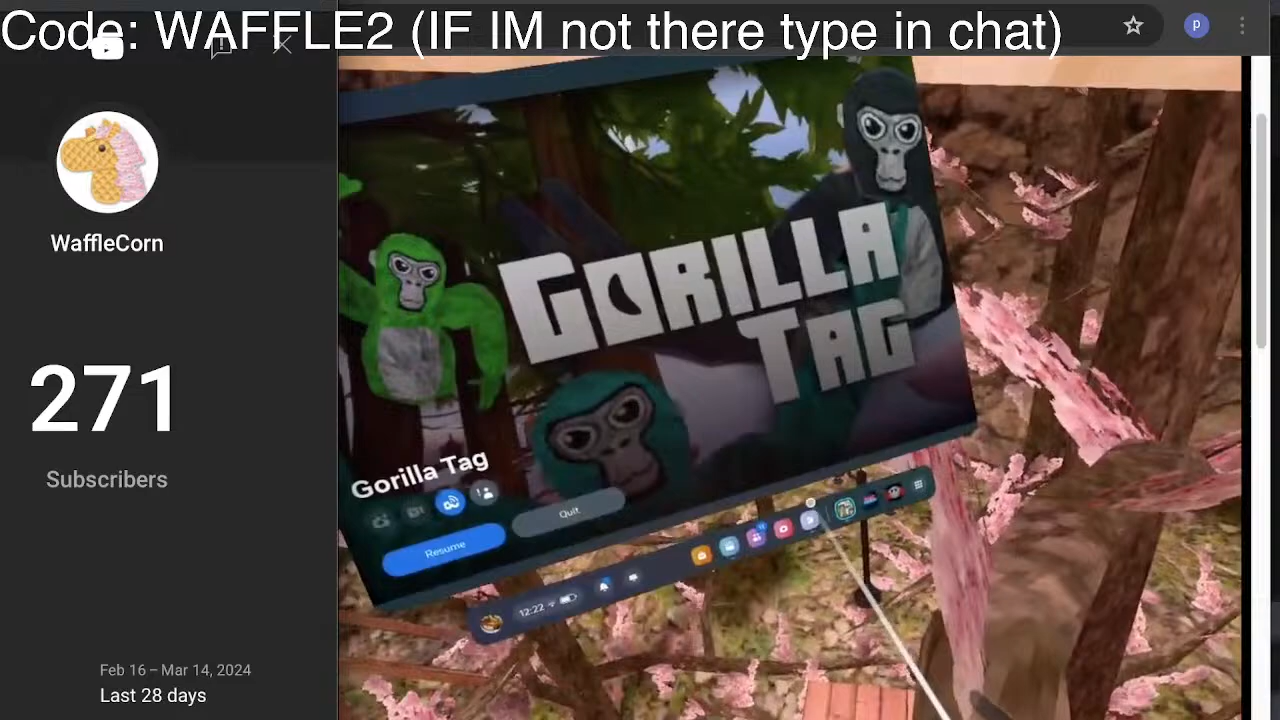 Code: WAFFLE2 (IF IM not there type in chat)
p
WaffleCorn
271
Subscribers
GORILLA
TAG
Gorilla Tag
Resume
Quit
12:22
Feb 16 – Mar 14, 2024
Last 28 days